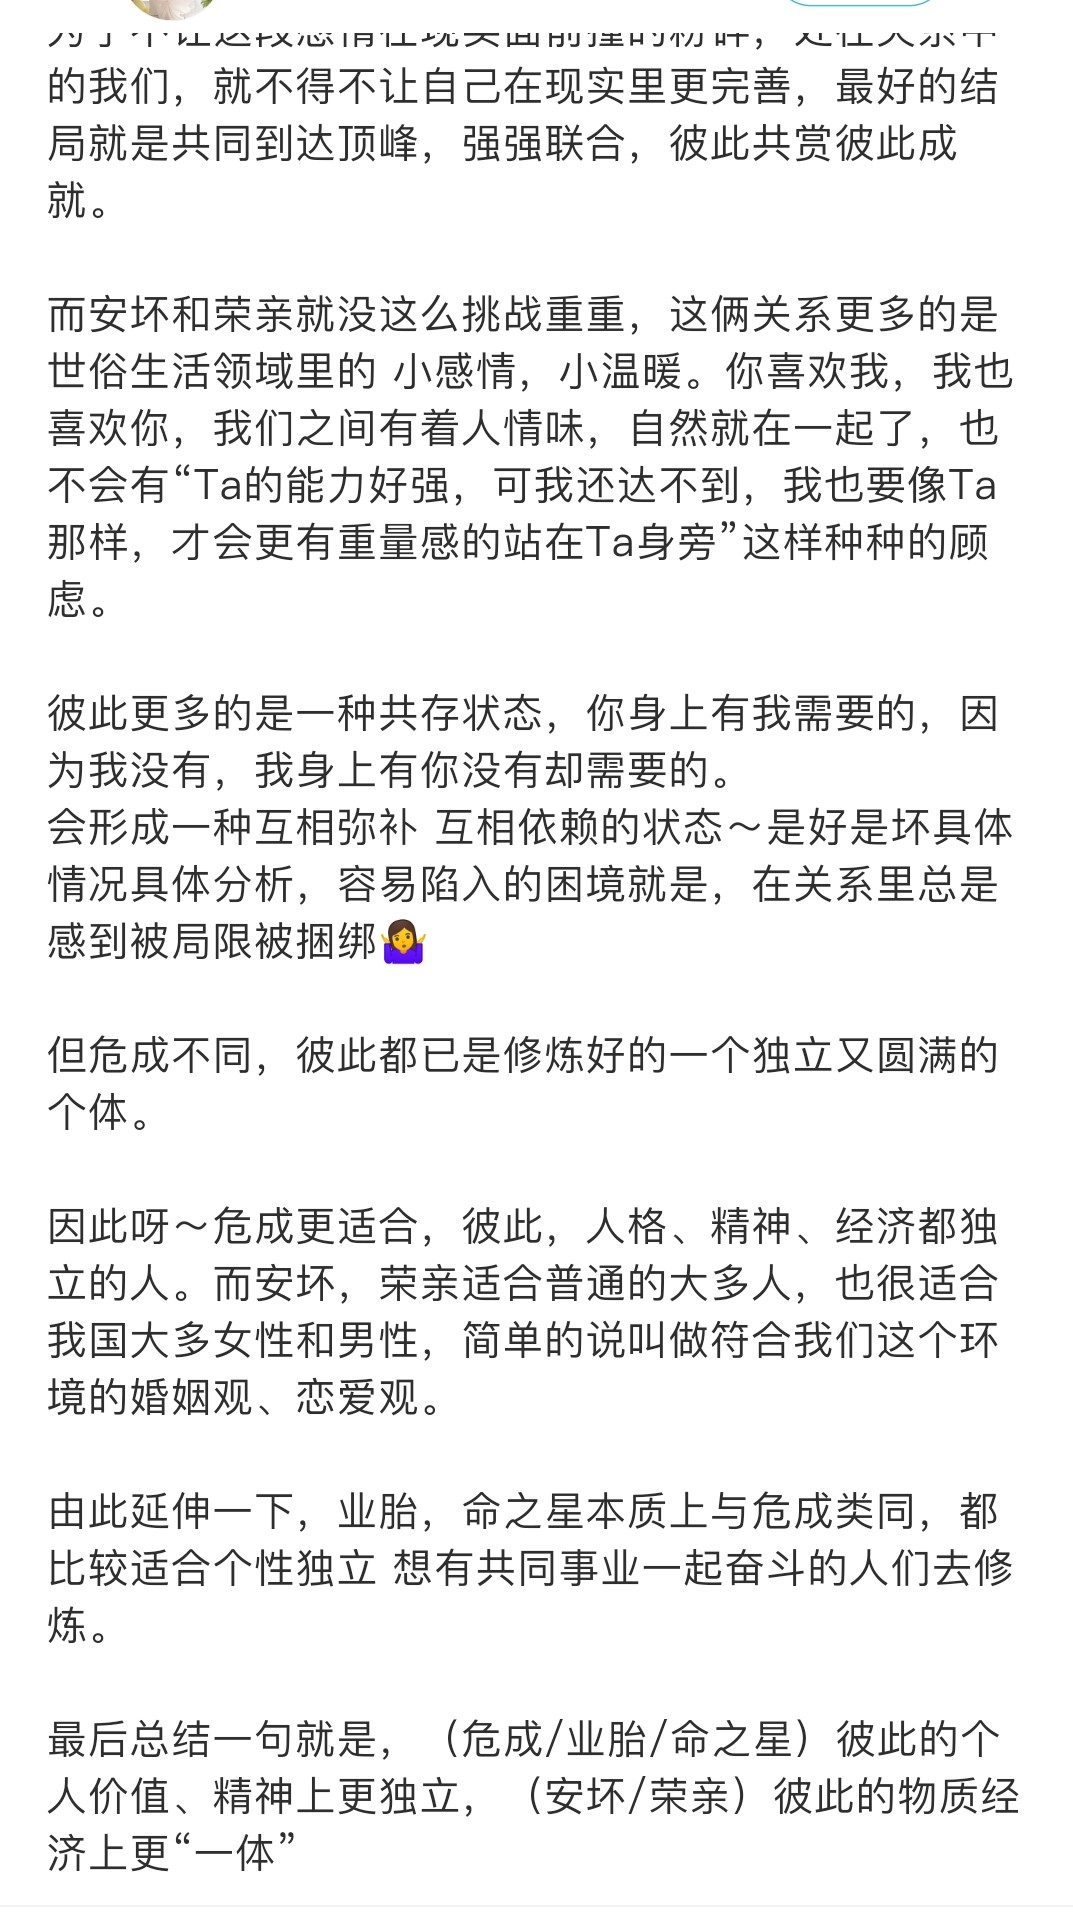 的我们，就不得不让自己在现实里更完善，最好的结
局就是共同到达顶峰，强强联合，彼此共赏彼此成
就。
而安坏和荣亲就没这么挑战重重，这俩关系更多的是
世俗生活领域里的 小感情，小温暖。你喜欢我，我也
喜欢你，我们之间有着人情味，自然就在一起了，也
不会有“Ta的能力好强，可我还达不到，我也要像Ta
那样，才会更有重量感的站在Ta身旁”这样种种的顾
虑。
彼此更多的是一种共存状态，你身上有我需要的，因
为我没有，我身上有你没有却需要的。
会形成一种互相弥补 互相依赖的状态～是好是坏具体
情况具体分析，容易陷入的困境就是，在关系里总是
感到被局限被捆绑🤷‍♀️
但危成不同，彼此都已是修炼好的一个独立又圆满的
个体。
因此呀～危成更适合，彼此，人格、精神、经济都独
立的人。而安坏，荣亲适合普通的大多人，也很适合
我国大多女性和男性，简单的说叫做符合我们这个环
境的婚姻观、恋爱观。
由此延伸一下，业胎，命之星本质上与危成类同，都
比较适合个性独立 想有共同事业一起奋斗的人们去修
炼。
最后总结一句就是，（危成/业胎/命之星）彼此的个
人价值、精神上更独立，（安坏/荣亲）彼此的物质经
济上更“一体”